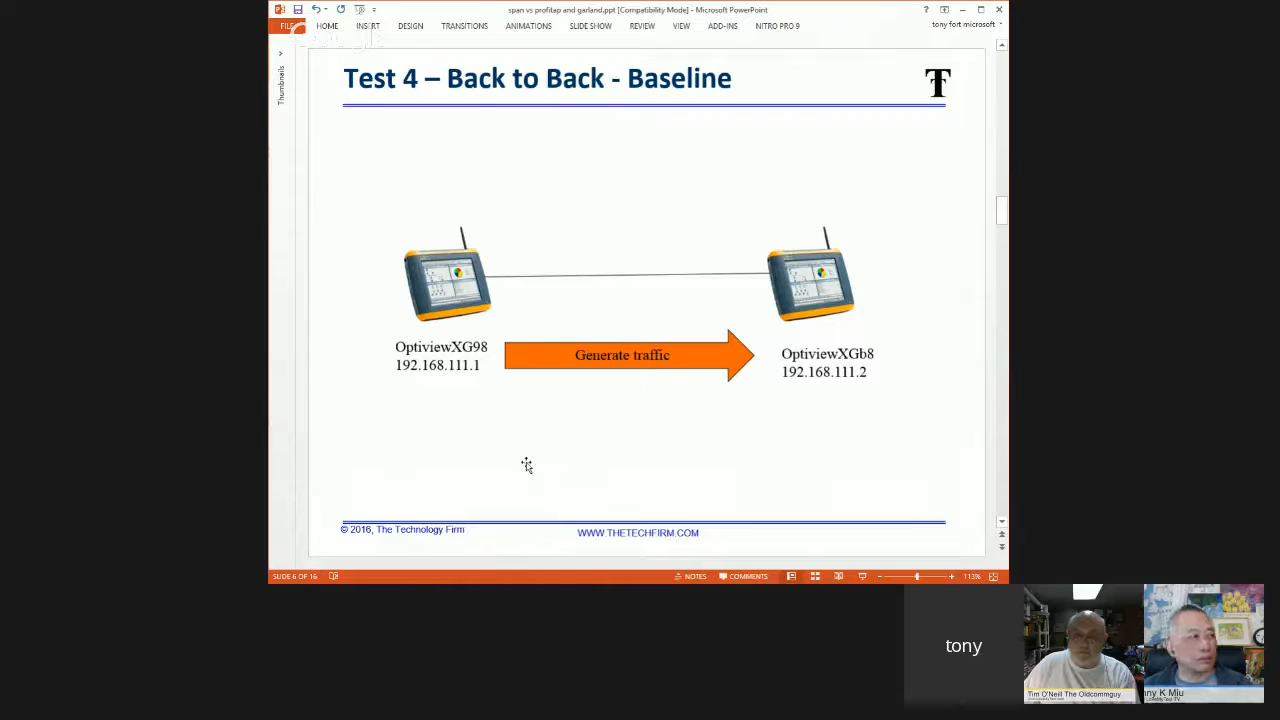 span vs profitap and garland.ppt [Compatibility Mode] - PowerPoint
FILE HOME INSERT DESIGN TRANSITIONS ANIMATIONS SLIDE SHOW REVIEW VIEW ADD-INS NITRO PRO 9
tony fort microsoft
Thumbnails
Test 4 – Back to Back - Baseline
OptiviewXG98
192.168.111.1
Generate traffic
OptiviewXGb8
192.168.111.2
© 2016, The Technology Firm
WWW.THETECHFIRM.COM
SLIDE 6 OF 16
NOTES COMMENTS
113%
tony
Tim O'Neill The Oldcommguy
nny K Miu